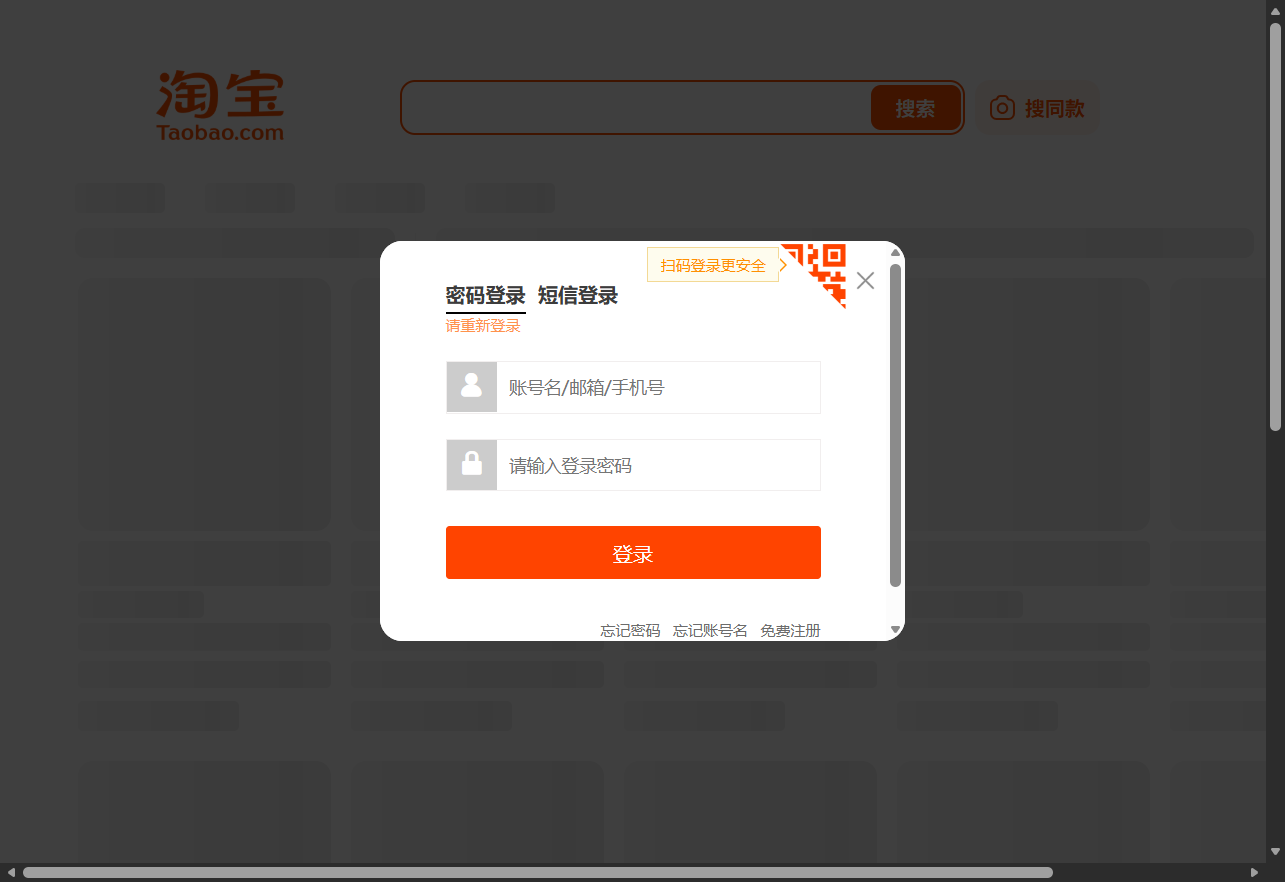 淘宝
Taobao.com
搜索
搜同款
扫码登录更安全
密码登录 短信登录
请重新登录
账号名/邮箱/手机号
请输入登录密码
登录
忘记密码 忘记账号名 免费注册